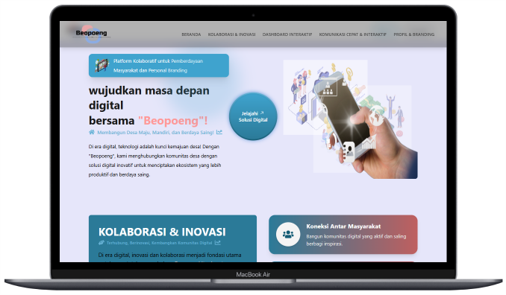 Beopoeng
BERANDA KOLABORASI & INOVASI DASHBOARD INTERAKTIF KOMUNIKASI CEPAT & INTERAKTIF PROFIL & BRANDING
Platform Kolaboratif untuk Pemberdayaan
Masyarakat dan Personal Branding
wujudkan masa depan
digital
bersama "Beopoeng"!
Membangun Desa Maju, Mandiri, dan Berdaya Saing!
Di era digital, teknologi adalah kunci kemajuan desa! Dengan
"Beopoeng", kami menghubungkan komunitas desa dengan
solusi digital inovatif untuk menciptakan ekosistem yang lebih
produktif dan berdaya saing.
Jelajahi
Solusi Digital
KOLABORASI & INOVASI
Terhubung, Berinovasi, Kembangkan Komunitas Digital
Di era digital, inovasi dan kolaborasi menjadi fondasi utama
Koneksi Antar Masyarakat
Bangun komunitas digital yang aktif dan saling
berbagi inspirasi.
MacBook Air